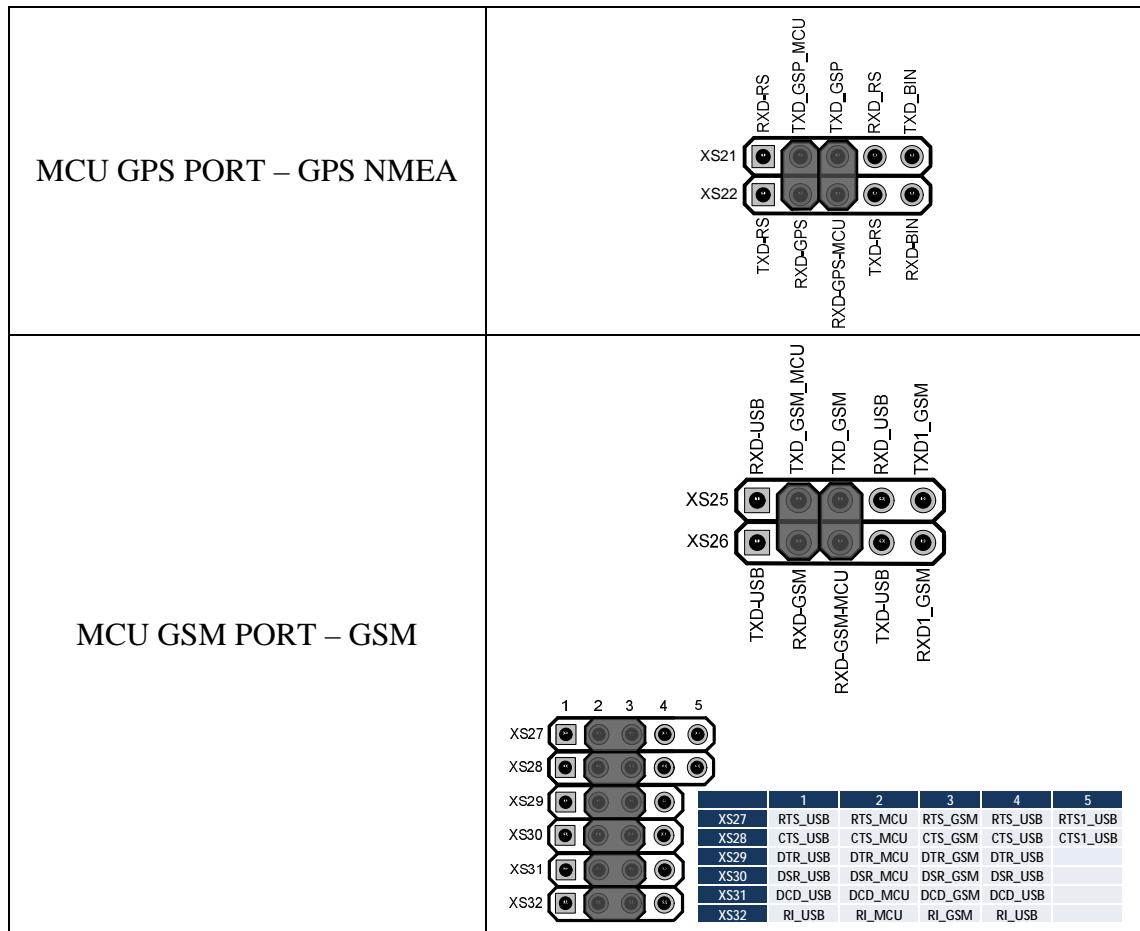 MCU GPS PORT – GPS NMEA
RXD-RS TXD_GSP_MCU TXD_GSP RXD_RS TXD_BIN
XS21
XS22
TXD-RS RXD-GPS RXD-GPS-MCU TXD-RS RXD-BIN
MCU GSM PORT – GSM
RXD-USB TXD_GSM_MCU TXD_GSM RXD_USB TXD1_GSM
XS25
XS26
TXD-USB RXD-GSM RXD-GSM-MCU TXD-USB RXD1_GSM
1 2 3 4 5
XS27
XS28
XS29
XS30
XS31
XS32
1 2 3 4 5
XS27 RTS_USB RTS_MCU RTS_GSM RTS_USB RTS1_USB
XS28 CTS_USB CTS_MCU CTS_GSM CTS_USB CTS1_USB
XS29 DTR_USB DTR_MCU DTR_GSM DTR_USB
XS30 DSR_USB DSR_MCU DSR_GSM DSR_USB
XS31 DCD_USB DCD_MCU DCD_GSM DCD_USB
XS32 RI_USB RI_MCU RI_GSM RI_USB